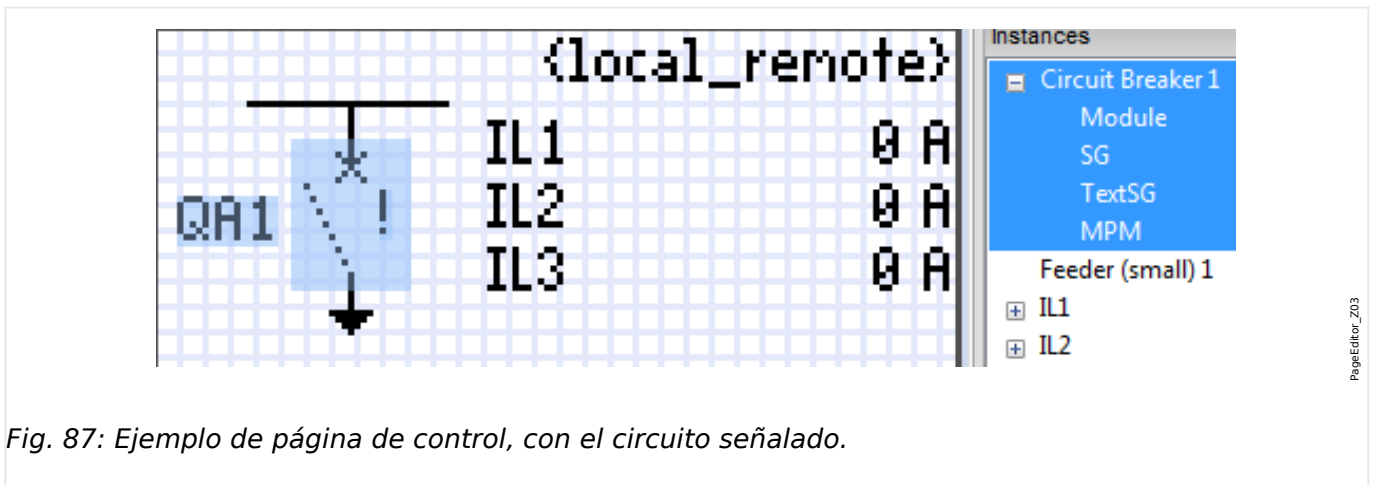 {local_remote}
IL1 0 A
QA1 ! IL2 0 A
IL3 0 A
Instances
Circuit Breaker 1
Module
SG
TextSG
MPM
Feeder (small) 1
IL1
IL2
PageEditor_Z03
Fig. 87: Ejemplo de página de control, con el circuito señalado.